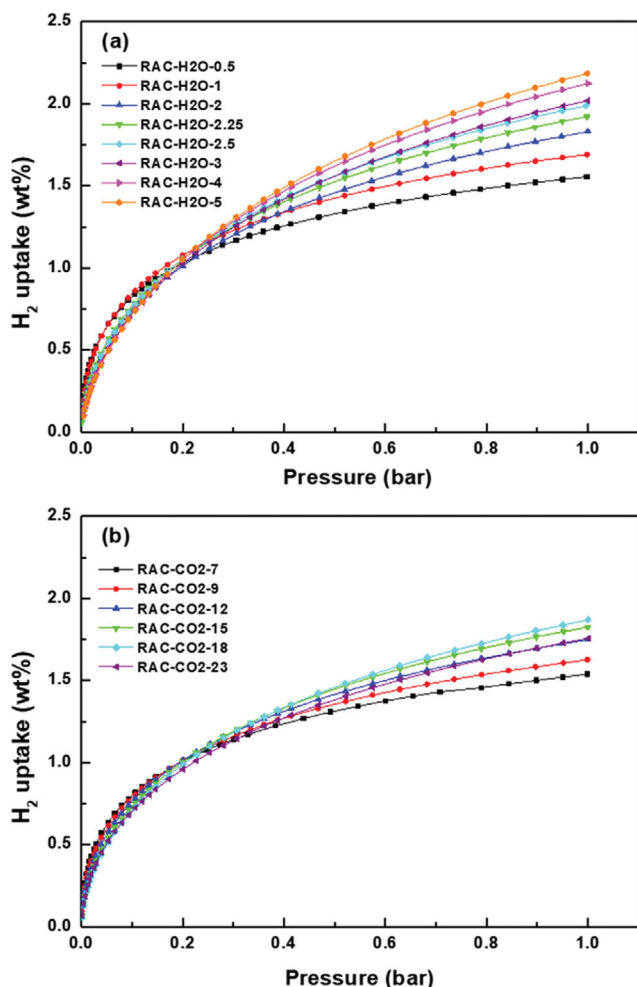 (a)
RAC-H2O-0.5
RAC-H2O-1
RAC-H2O-2
RAC-H2O-2.25
RAC-H2O-2.5
RAC-H2O-3
RAC-H2O-4
RAC-H2O-5
H₂ uptake (wt%)
2.5
2.0
1.5
1.0
0.5
0.0
0.0 0.2 0.4 0.6 0.8 1.0
Pressure (bar)
(b)
RAC-CO2-7
RAC-CO2-9
RAC-CO2-12
RAC-CO2-15
RAC-CO2-18
RAC-CO2-23
H₂ uptake (wt%)
2.5
2.0
1.5
1.0
0.5
0.0
0.0 0.2 0.4 0.6 0.8 1.0
Pressure (bar)